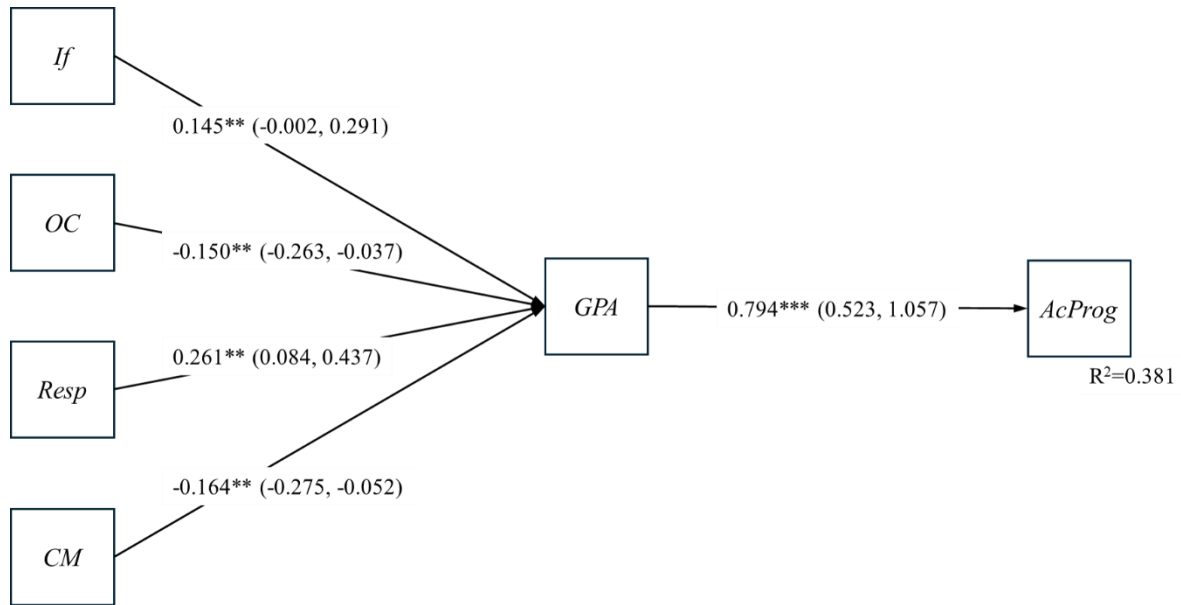 If
0.145** (-0.002, 0.291)
OC
-0.150** (-0.263, -0.037)
GPA
0.794*** (0.523, 1.057)
AcProg
Resp
0.261** (0.084, 0.437)
R²=0.381
CM
-0.164** (-0.275, -0.052)